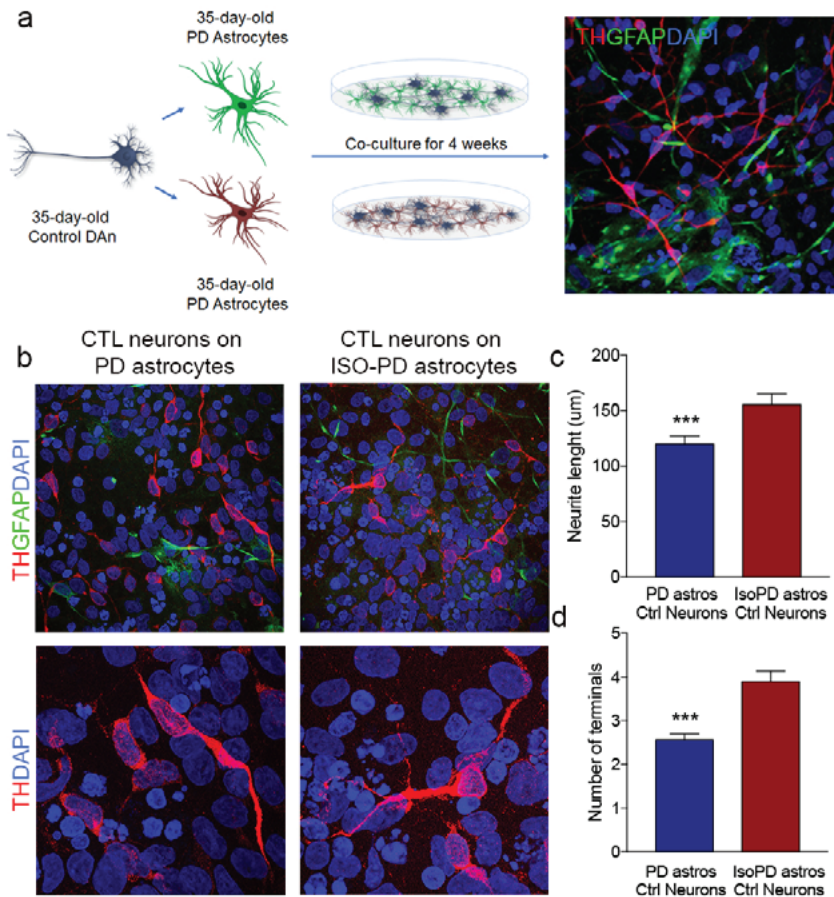 a
35-day-old
PD Astrocytes
35-day-old
Control DAn
35-day-old
PD Astrocytes
Co-culture for 4 weeks
THGFAPDAPI
b
CTL neurons on
PD astrocytes
CTL neurons on
ISO-PD astrocytes
THGFAPDAPI
THDAPI
c
Neurite lenght (um)
200
150
100
50
0
***
PD astros
Ctrl Neurons
IsoPD astros
Ctrl Neurons
d
Number of terminals
5
4
3
2
1
0
***
PD astros
Ctrl Neurons
IsoPD astros
Ctrl Neurons